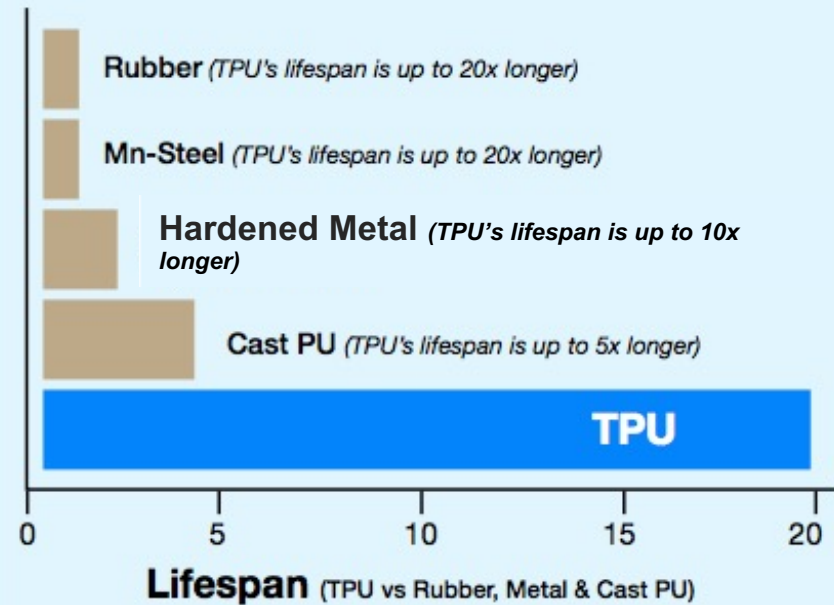 Rubber (TPU's lifespan is up to 20x longer)
Mn-Steel (TPU's lifespan is up to 20x longer)
Hardened Metal (TPU's lifespan is up to 10x
longer)
Cast PU (TPU's lifespan is up to 5x longer)
TPU
0 5 10 15 20
Lifespan (TPU vs Rubber, Metal & Cast PU)